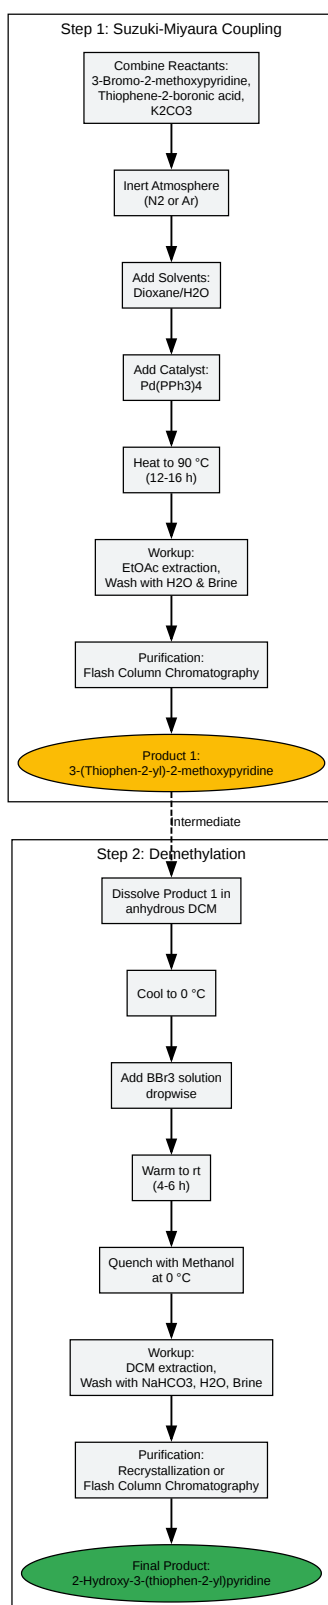 Step 1: Suzuki-Miyaura Coupling
Combine Reactants:
3-Bromo-2-methoxypyridine,
Thiophene-2-boronic acid,
K2CO3
Inert Atmosphere
(N2 or Ar)
Add Solvents:
Dioxane/H2O
Add Catalyst:
Pd(PPh3)4
Heat to 90 °C
(12-16 h)
Workup:
EtOAc extraction,
Wash with H2O & Brine
Purification:
Flash Column Chromatography
Product 1:
3-(Thiophen-2-yl)-2-methoxypyridine
Intermediate
Step 2: Demethylation
Dissolve Product 1 in
anhydrous DCM
Cool to 0 °C
Add BBr3 solution
dropwise
Warm to rt
(4-6 h)
Quench with Methanol
at 0 °C
Workup:
DCM extraction,
Wash with NaHCO3, H2O, Brine
Purification:
Recrystallization or
Flash Column Chromatography
Final Product:
2-Hydroxy-3-(thiophen-2-yl)pyridine